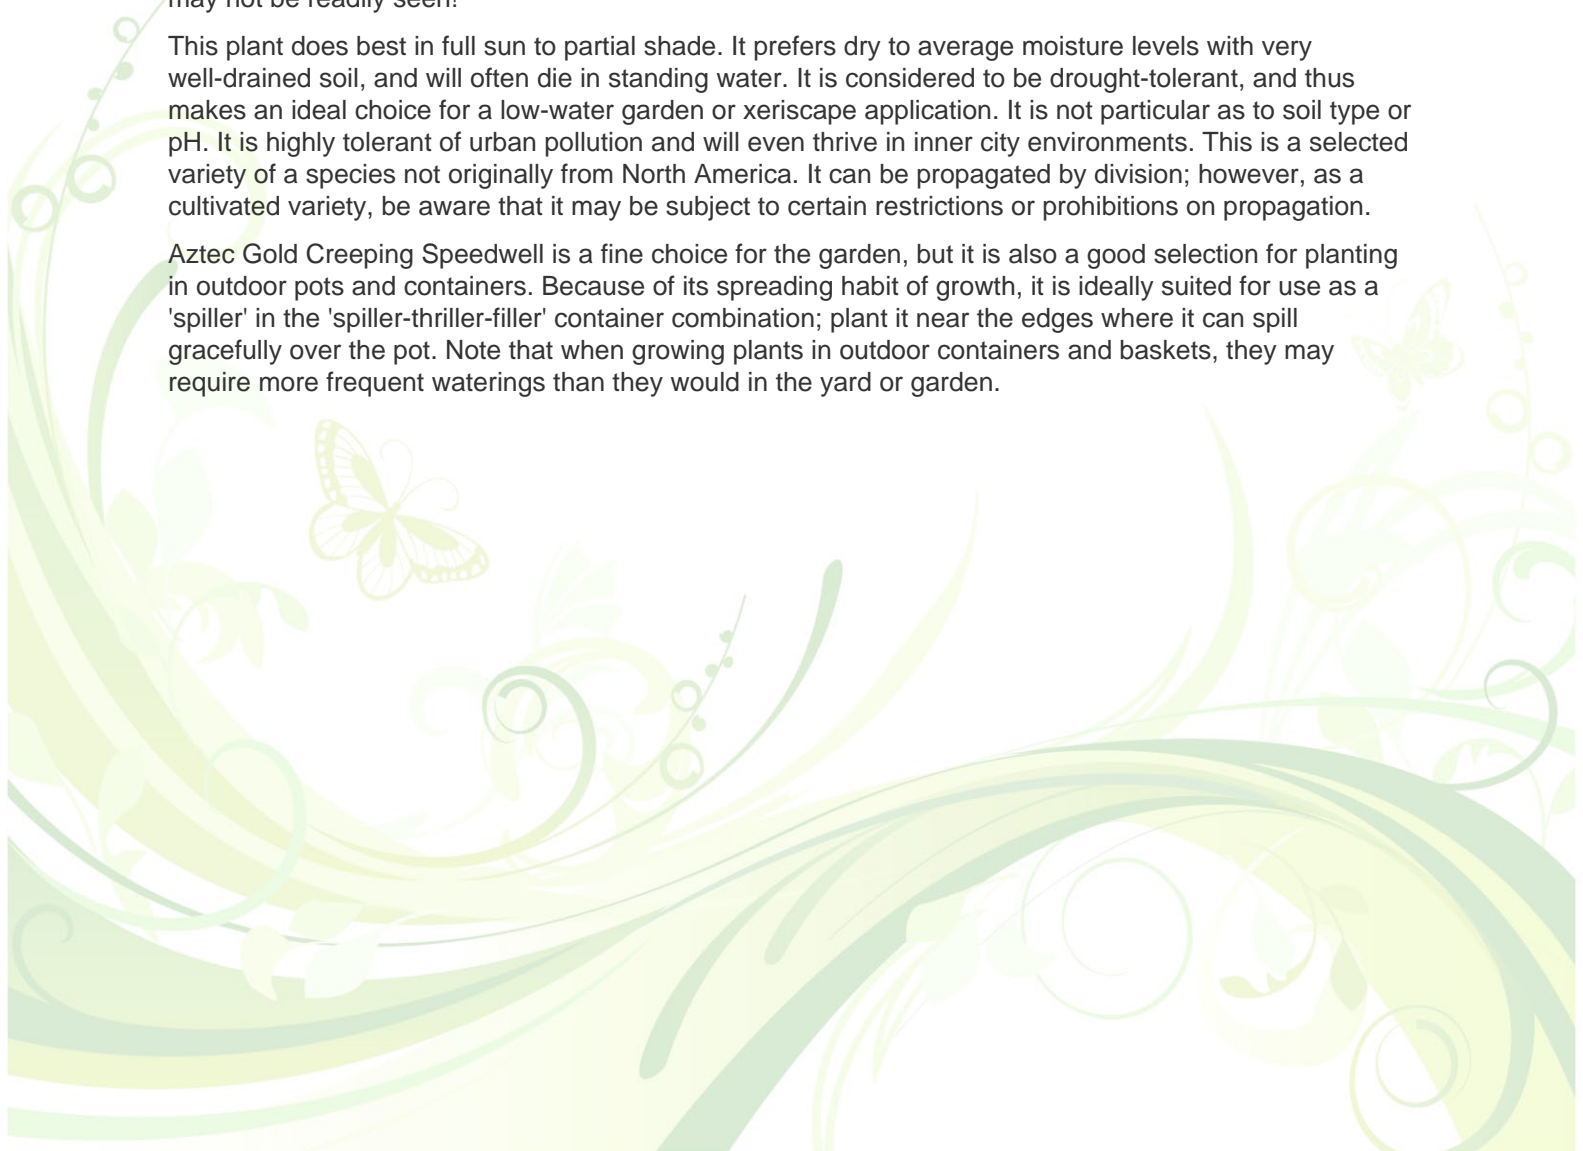 may not be readily seen!
This plant does best in full sun to partial shade. It prefers dry to average moisture levels with very
well-drained soil, and will often die in standing water. It is considered to be drought-tolerant, and thus
makes an ideal choice for a low-water garden or xeriscape application. It is not particular as to soil type or
pH. It is highly tolerant of urban pollution and will even thrive in inner city environments. This is a selected
variety of a species not originally from North America. It can be propagated by division; however, as a
cultivated variety, be aware that it may be subject to certain restrictions or prohibitions on propagation.
Aztec Gold Creeping Speedwell is a fine choice for the garden, but it is also a good selection for planting
in outdoor pots and containers. Because of its spreading habit of growth, it is ideally suited for use as a
'spiller' in the 'spiller-thriller-filler' container combination; plant it near the edges where it can spill
gracefully over the pot. Note that when growing plants in outdoor containers and baskets, they may
require more frequent waterings than they would in the yard or garden.